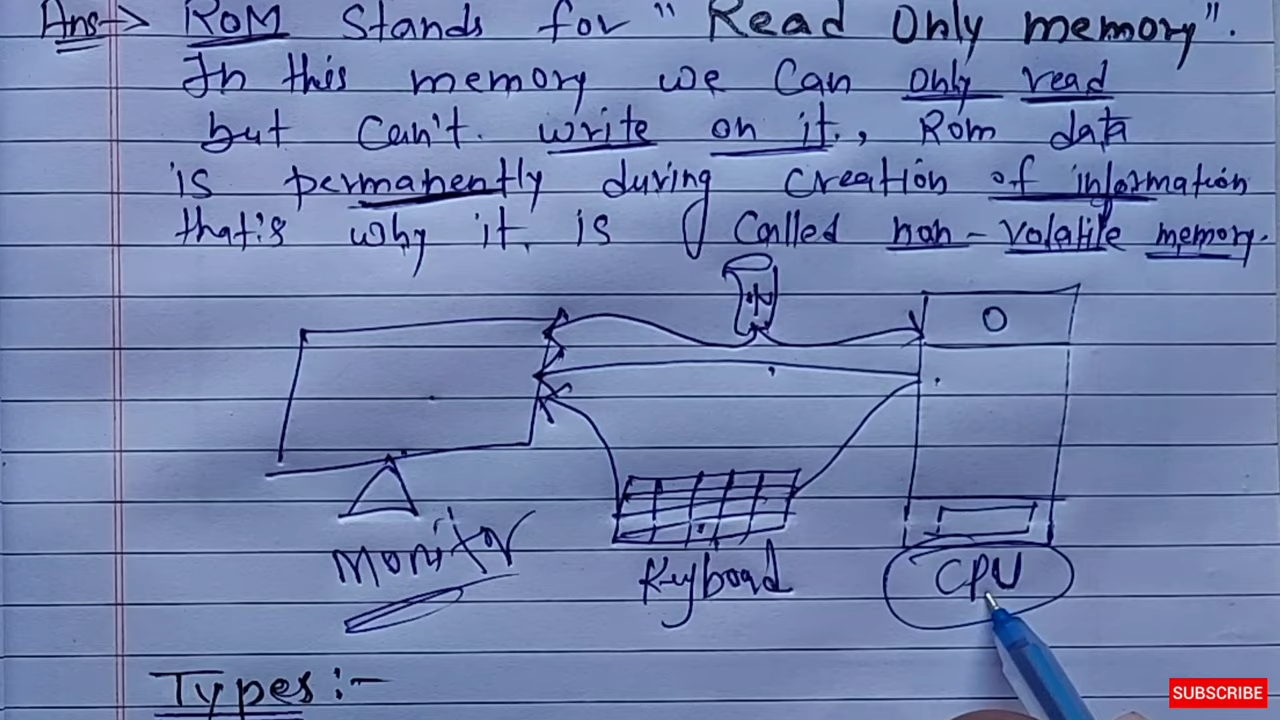 Ans→ ROM stands for "Read Only memory".
In this memory we can only read
but can't write on it, Rom data
is permanently during creation of information
that's why it is called non-volatile memory.
Monitor
Keyboad
CPU
Types:-
SUBSCRIBE